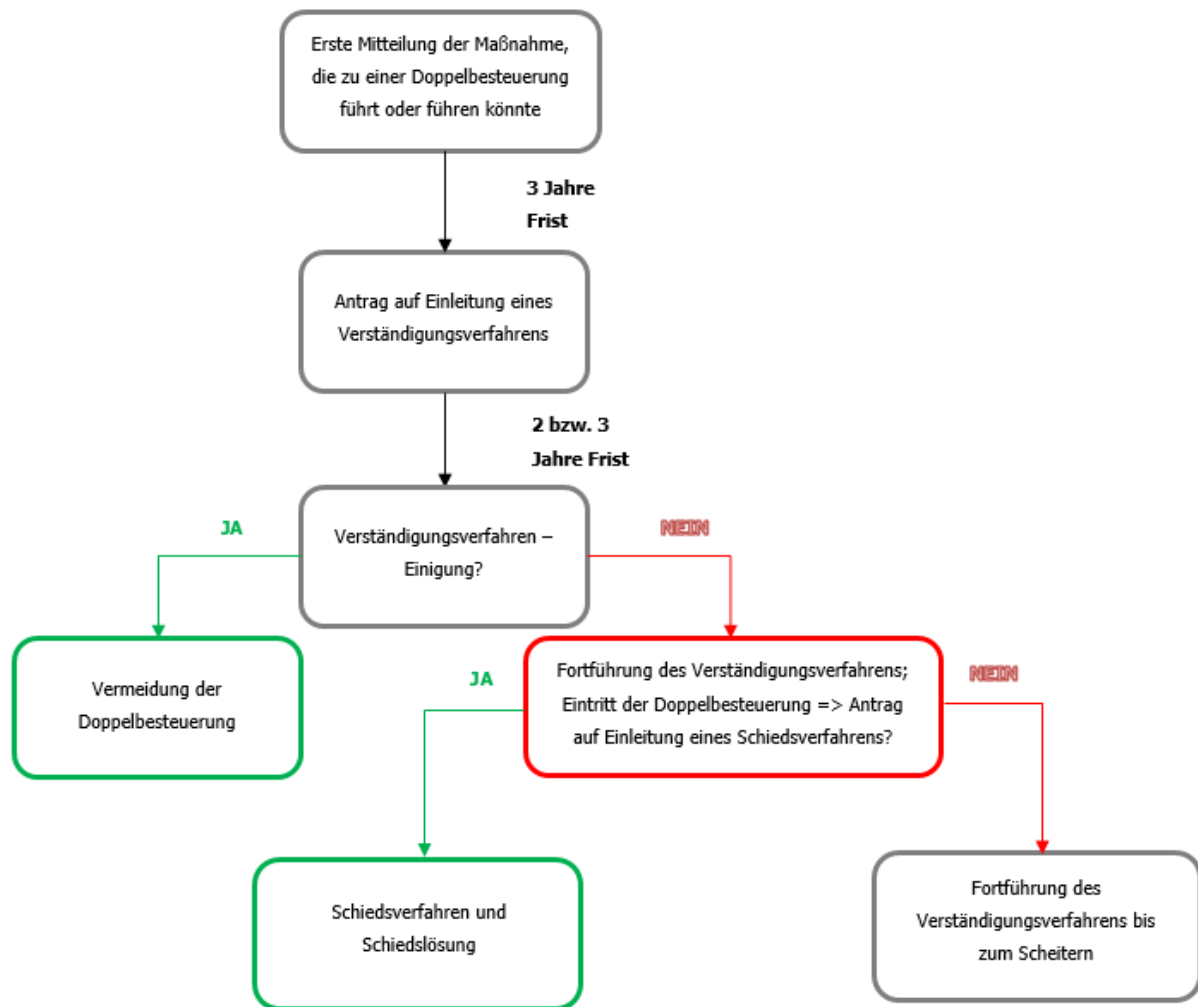 Erste Mitteilung der Maßnahme,
die zu einer Doppelbesteuerung
führt oder führen könnte
3 Jahre
Frist
Antrag auf Einleitung eines
Verständigungsverfahrens
2 bzw. 3
Jahre Frist
JA
NEIN
Verständigungsverfahren –
Einigung?
Vermeidung der
Doppelbesteuerung
JA
Fortführung des Verständigungsverfahrens;
Eintritt der Doppelbesteuerung => Antrag
auf Einleitung eines Schiedsverfahrens?
NEIN
Schiedsverfahren und
Schiedslösung
Fortführung des
Verständigungsverfahrens bis
zum Scheitern